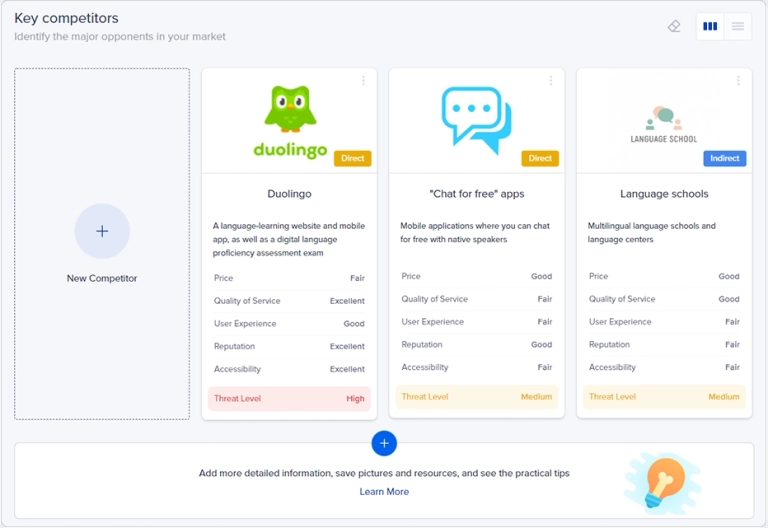 Key competitors
Identify the major opponents in your market
New Competitor
duolingo
Direct
Duolingo
A language-learning website and mobile
app, as well as a digital language
proficiency assessment exam
Price Fair
Quality of Service Excellent
User Experience Good
Reputation Excellent
Accessibility Excellent
Threat Level High
Direct
"Chat for free" apps
Mobile applications where you can chat
for free with native speakers
Price Good
Quality of Service Fair
User Experience Fair
Reputation Good
Accessibility Fair
Threat Level Medium
LANGUAGE SCHOOL
Indirect
Language schools
Multilingual language schools and
language centers
Price Good
Quality of Service Good
User Experience Fair
Reputation Fair
Accessibility Fair
Threat Level Medium
Add more detailed information, save pictures and resources, and see the practical tips
Learn More